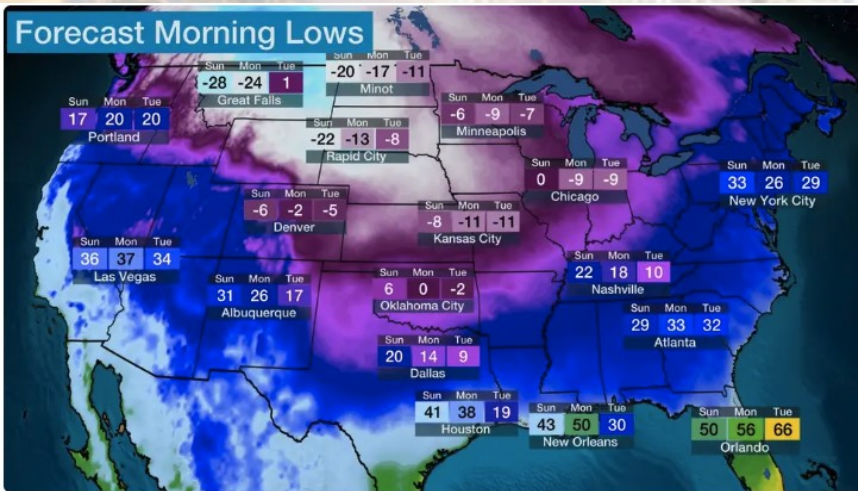 Forecast Morning Lows
Sun Mon Tue
-20 -17 -11
Minot
Sun Mon Tue
-28 -24 1
Great Falls
Sun Mon Tue
17 20 20
Portland
Sun Mon Tue
-6 -9 -7
Minneapolis
Sun Mon Tue
-22 -13 -8
Rapid City
Sun Mon Tue
0 -9 -9
Chicago
Sun Mon Tue
33 26 29
New York City
Sun Mon Tue
-6 -2 -5
Denver
Sun Mon Tue
-8 -11 -11
Kansas City
Sun Mon Tue
36 37 34
Las Vegas
Sun Mon Tue
22 18 10
Nashville
Sun Mon Tue
31 26 17
Albuquerque
Sun Mon Tue
6 0 -2
Oklahoma City
Sun Mon Tue
29 33 32
Atlanta
Sun Mon Tue
20 14 9
Dallas
Sun Mon Tue
41 38 19
Houston
Sun Mon Tue
43 50 30
New Orleans
Sun Mon Tue
50 56 66
Orlando